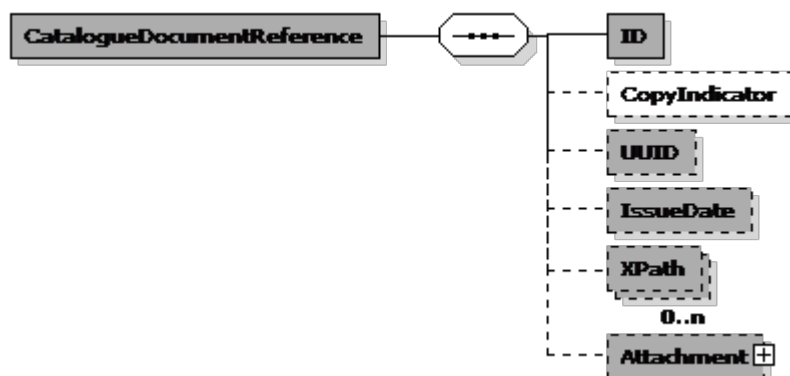 CatalogueDocumentReference
ID
CopyIndicator
UUID
IssueDate
XPath
0..n
Attachment